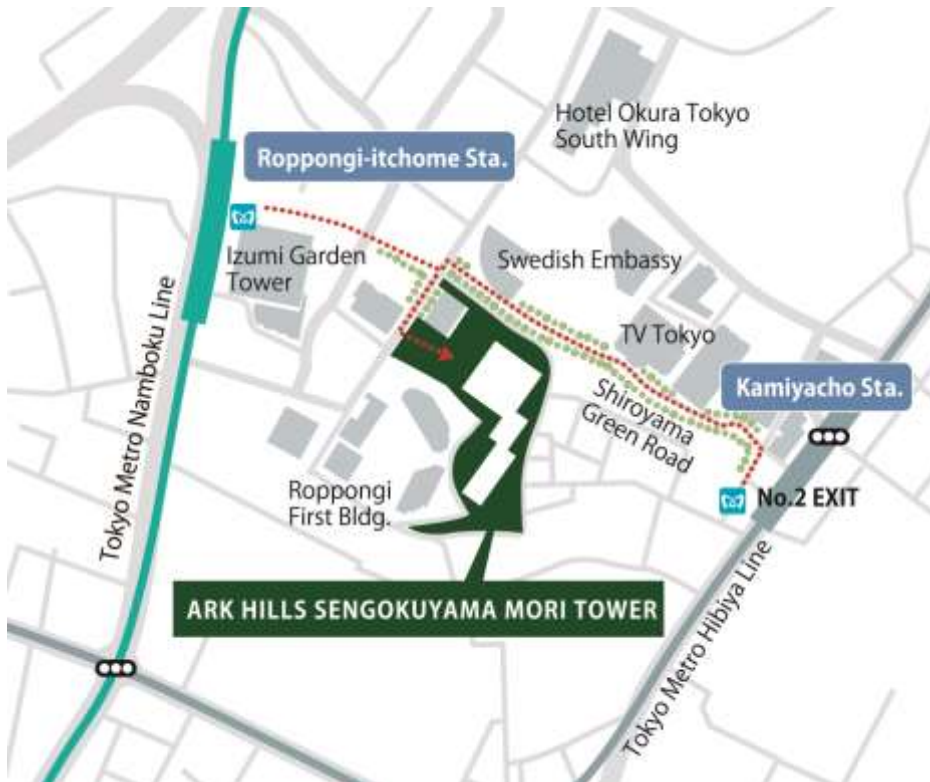 Hotel Okura Tokyo
South Wing
Roppongi-itchome Sta.
Izumi Garden
Tower
Swedish Embassy
TV Tokyo
Kamiyacho Sta.
Shiroyama
Green Road
Tokyo Metro Namboku Line
Roppongi
First Bldg.
No.2 EXIT
ARK HILLS SENGOKUYAMA MORI TOWER
Tokyo Metro Hibiya Line